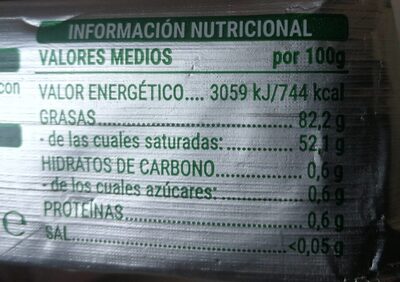 INFORMACIÓN NUTRICIONAL
VALORES MEDIOS por 100g
con
VALOR ENERGÉTICO.... 3059 kJ/744 kcal
GRASAS................................82,2 g
- de las cuales saturadas:................52,1 g
HIDRATOS DE CARBONO................0,6 g
- de los cuales azúcares:................0,6 g
PROTEÍNAS................................0,6 g
e
SAL................................<0,05 g